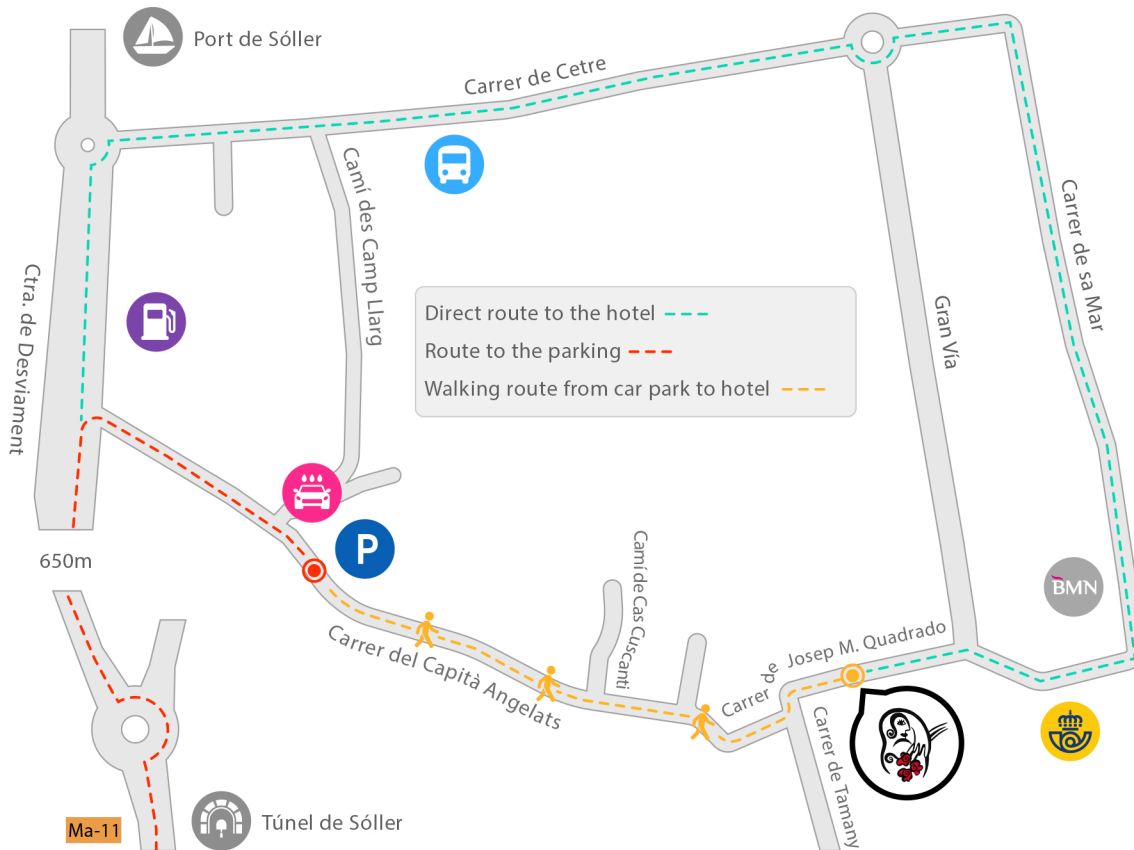 Port de Sóller
Carrer de Cetre
Camí des Camp Llarg
Carrer de sa Mar
Ctra. de Desviament
Gran Vía
Direct route to the hotel
Route to the parking
Walking route from car park to hotel
P
650m
Camí de Cas Cuscanti
BMN
Carrer del Capità Angelats
Carrer de Josep M. Quadrado
Carrer de Tamany
Ma-11
Túnel de Sóller